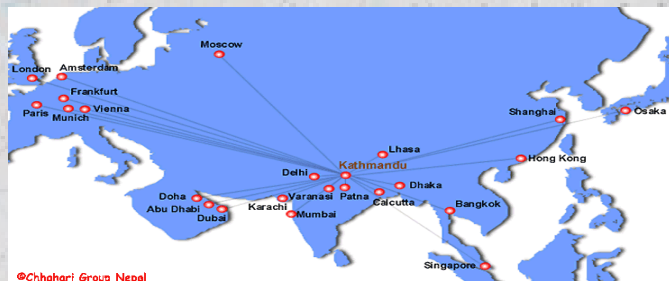 Moscow
London
Amsterdam
Frankfurt
Paris
Munich
Vienna
Shanghai
Osaka
Lhasa
Kathmandu
Hong Kong
Delhi
Doha
Abu Dhabi
Dubai
Karachi
Varanasi
Patna
Mumbai
Calcutta
Dhaka
Bangkok
Singapore
©Chhahari Group Nepal